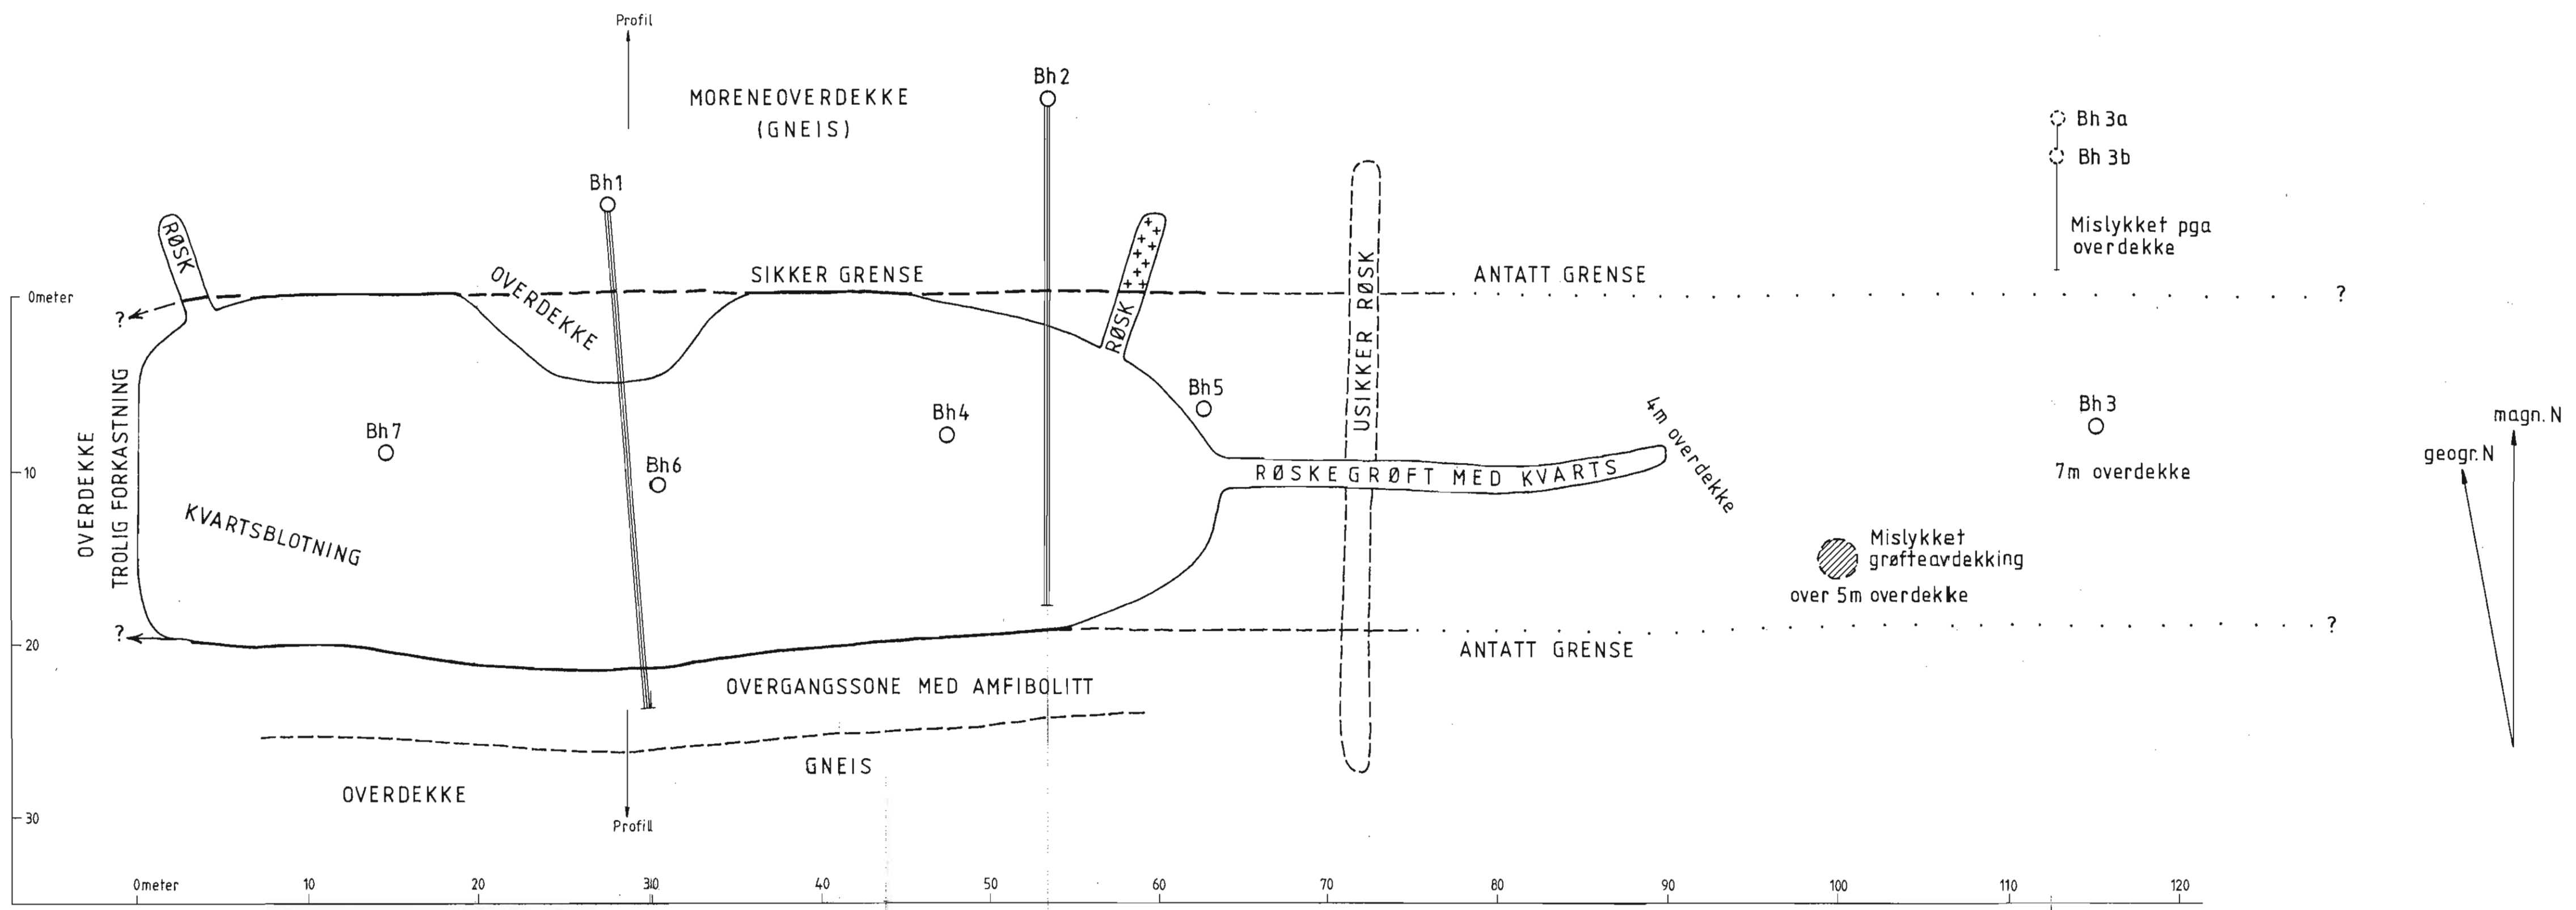 Profil
Bh2
MORENEOVERDEKKE
(GNEIS)
Bh 3a
Bh 3b
Bh1
Mislykket pga
overdekke
RØSK
SIKKER GRENSE
ANTATT GRENSE
OVERDEKKE
0meter
?
?
RØSK
USIKKER RØSK
OVERDEKKE
TROLIG FORKASTNING
Bh5
Bh4
Bh7
Bh6
4m overdekke
Bh3
7m overdekke
magn. N
geogr. N
10
RØSKEGRØFT MED KVARTS
KVARTSBLOTNING
Mislykket
grøfteavdekking
over 5m overdekke
?
?
20
ANTATT GRENSE
OVERGANGSSONE MED AMFIBOLITT
GNEIS
OVERDEKKE
30
Profill
0meter 10 20 30 40 50 60 70 80 90 100 110 120